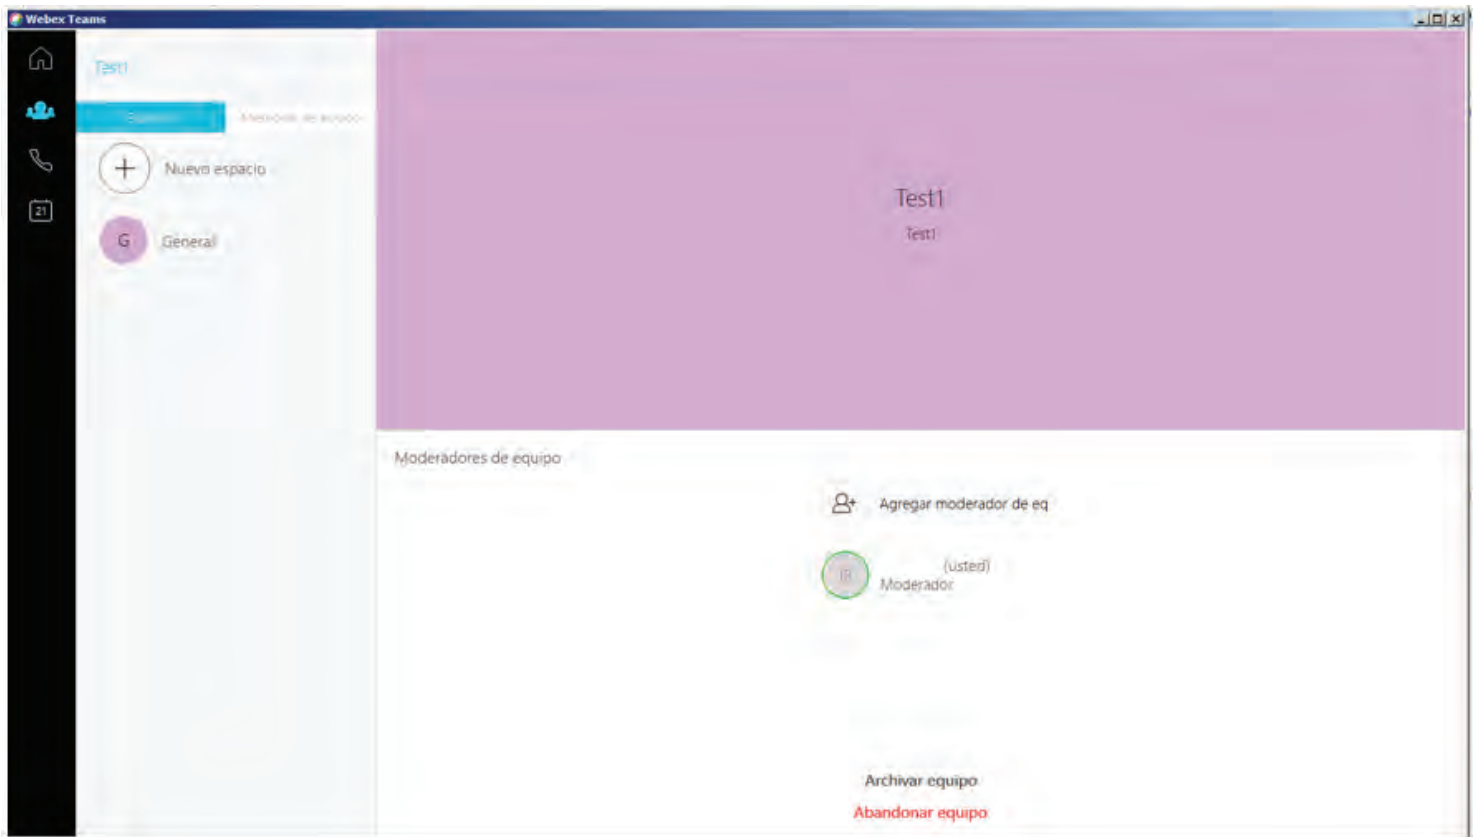 Webex Teams
Test1
Nuevo espacio
G General
21
Test1
Test1
Moderadores de equipo
Agregar moderador de eq
(usted)
Moderador
Archivar equipo
Abandonar equipo